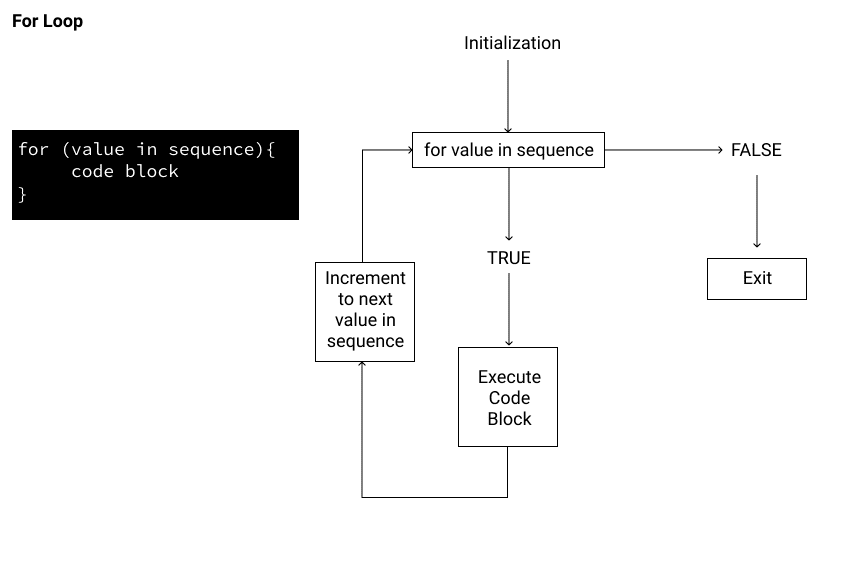 For Loop
Initialization
for (value in sequence){
     code block
}
for value in sequence
FALSE
TRUE
Exit
Increment
to next
value in
sequence
Execute
Code
Block